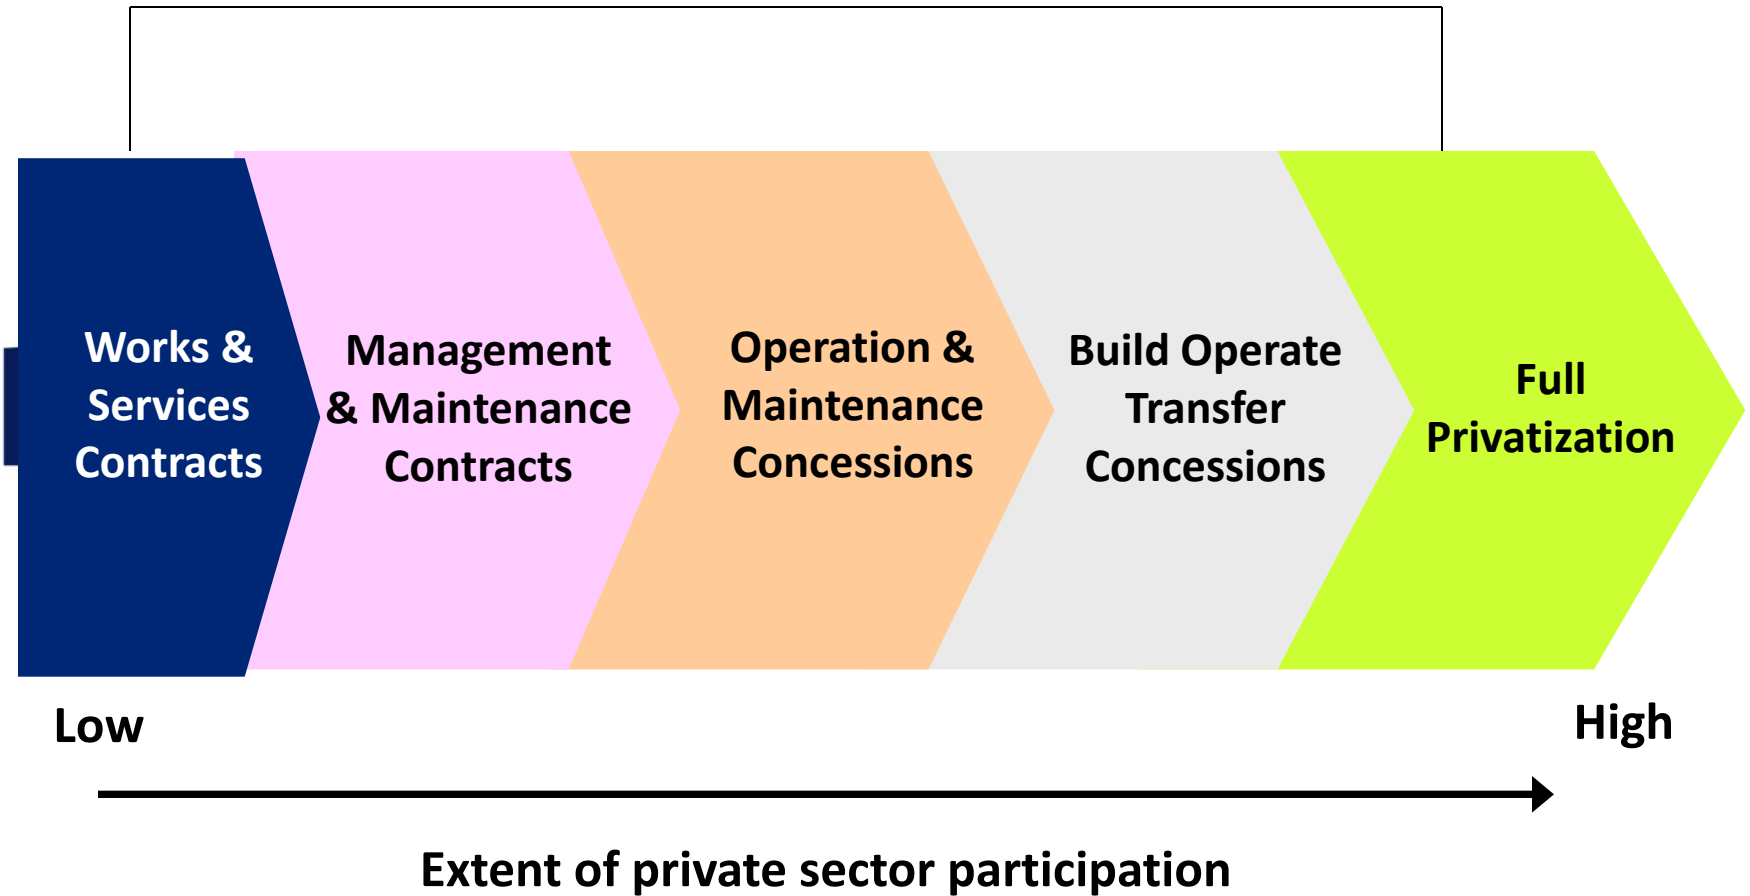 Works &
Services
Contracts
Management
& Maintenance
Contracts
Operation &
Maintenance
Concessions
Build Operate
Transfer
Concessions
Full
Privatization
Low
High
Extent of private sector participation